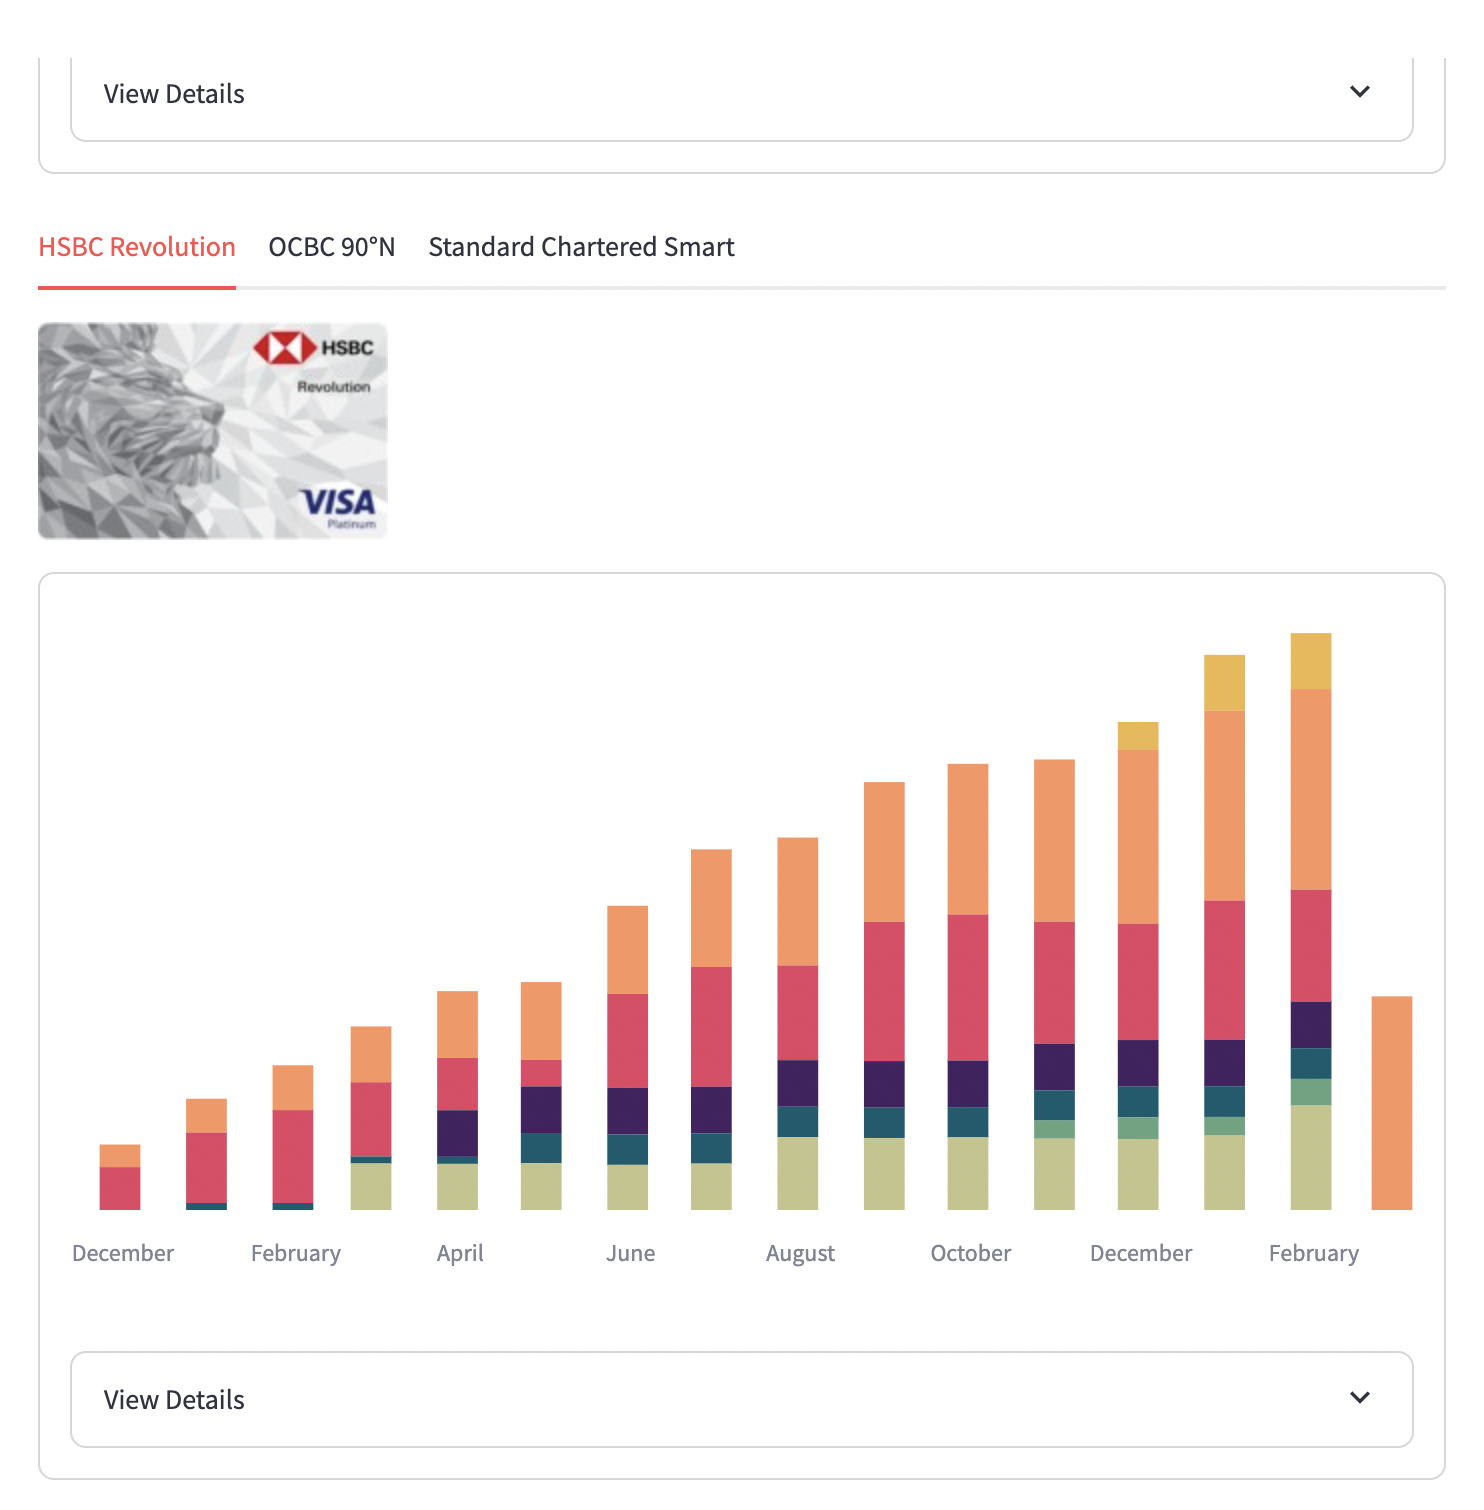 View Details
HSBC Revolution OCBC 90°N Standard Chartered Smart
HSBC
Revolution
VISA
Platinum
December February April June August October December February
View Details